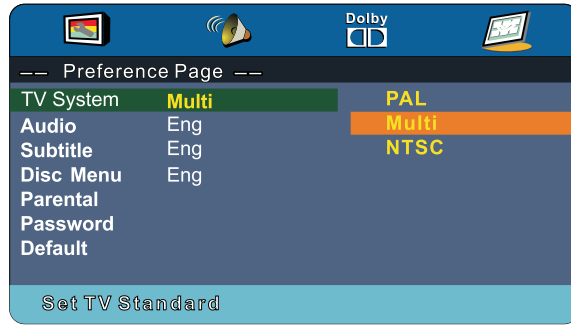 Dolby
-- Preference Page --
TV System Multi PAL
Audio Eng Multi
Subtitle Eng NTSC
Disc Menu Eng
Parental
Password
Default
Set TV Standard